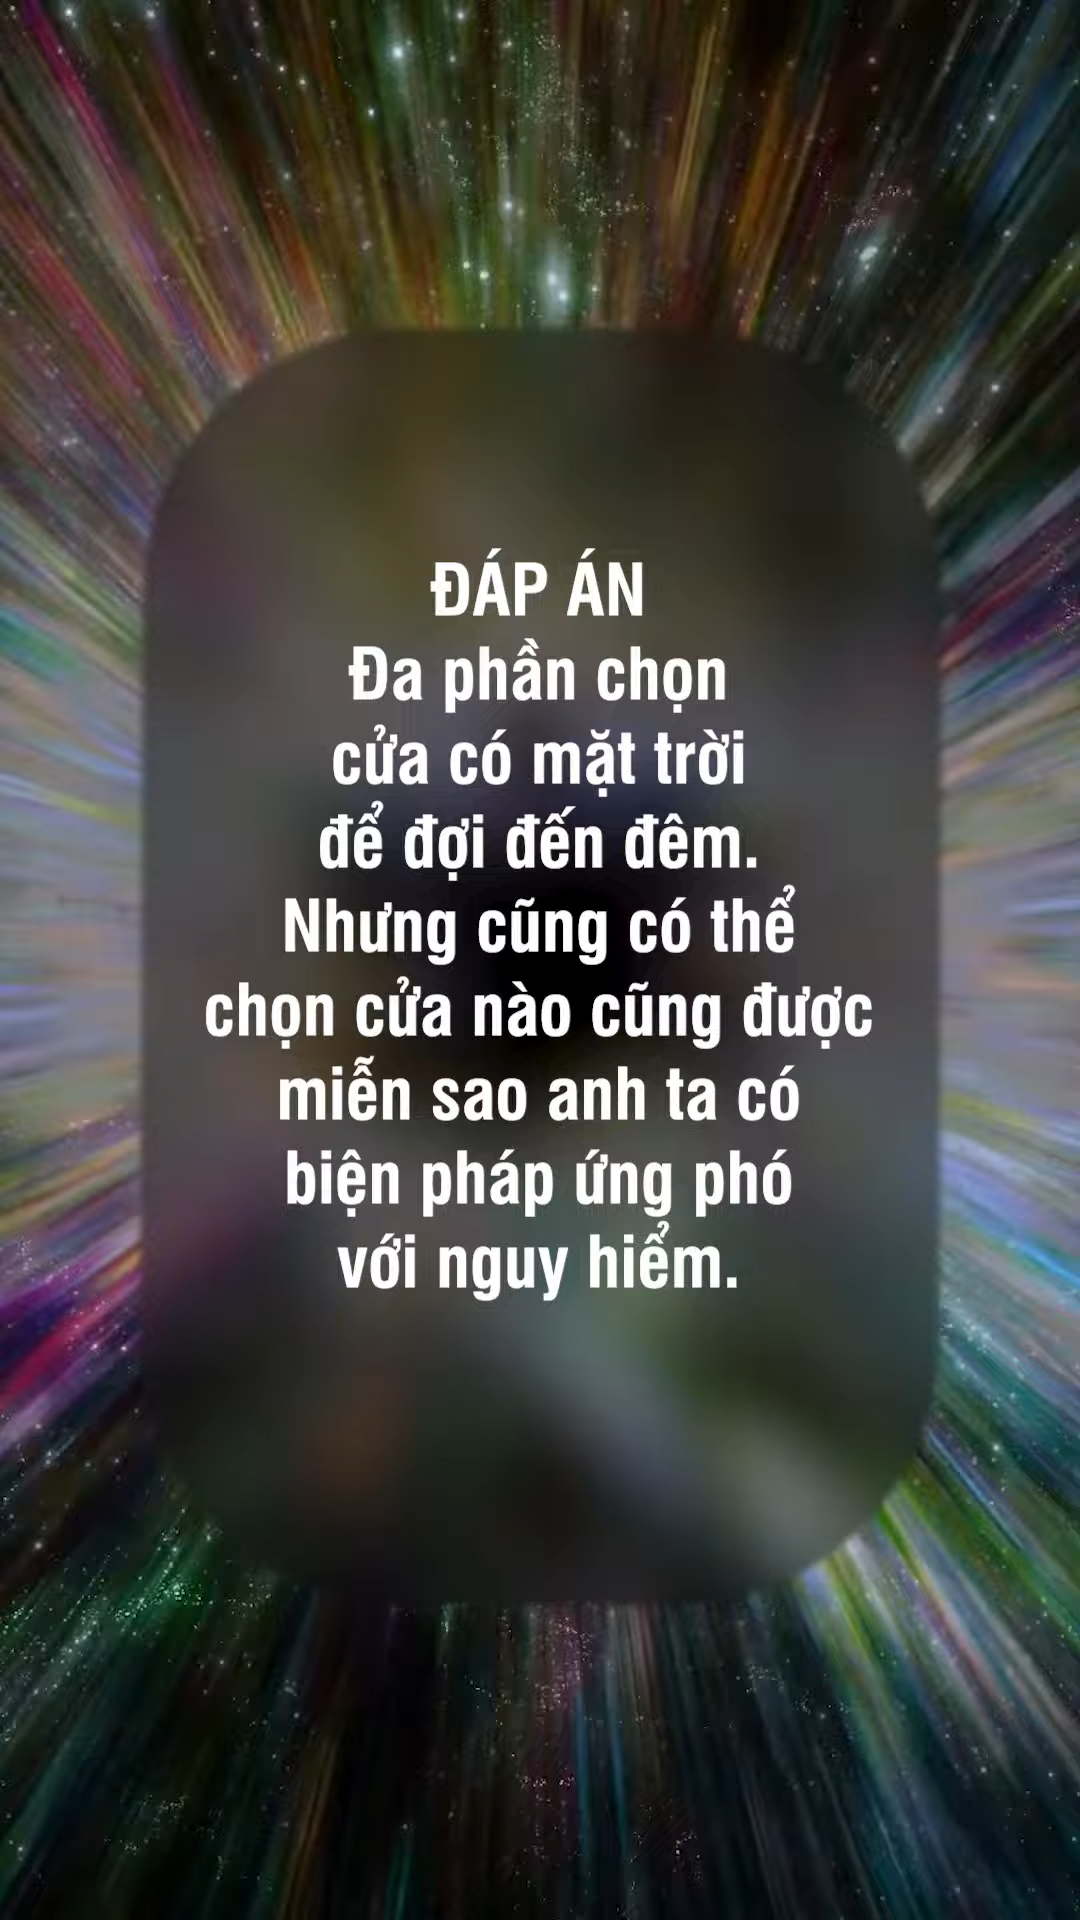 ĐÁP ÁN
Đa phần chọn
cửa có mặt trời
để đợi đến đêm.
Nhưng cũng có thể
chọn cửa nào cũng được
miễn sao anh ta có
biện pháp ứng phó
với nguy hiểm.